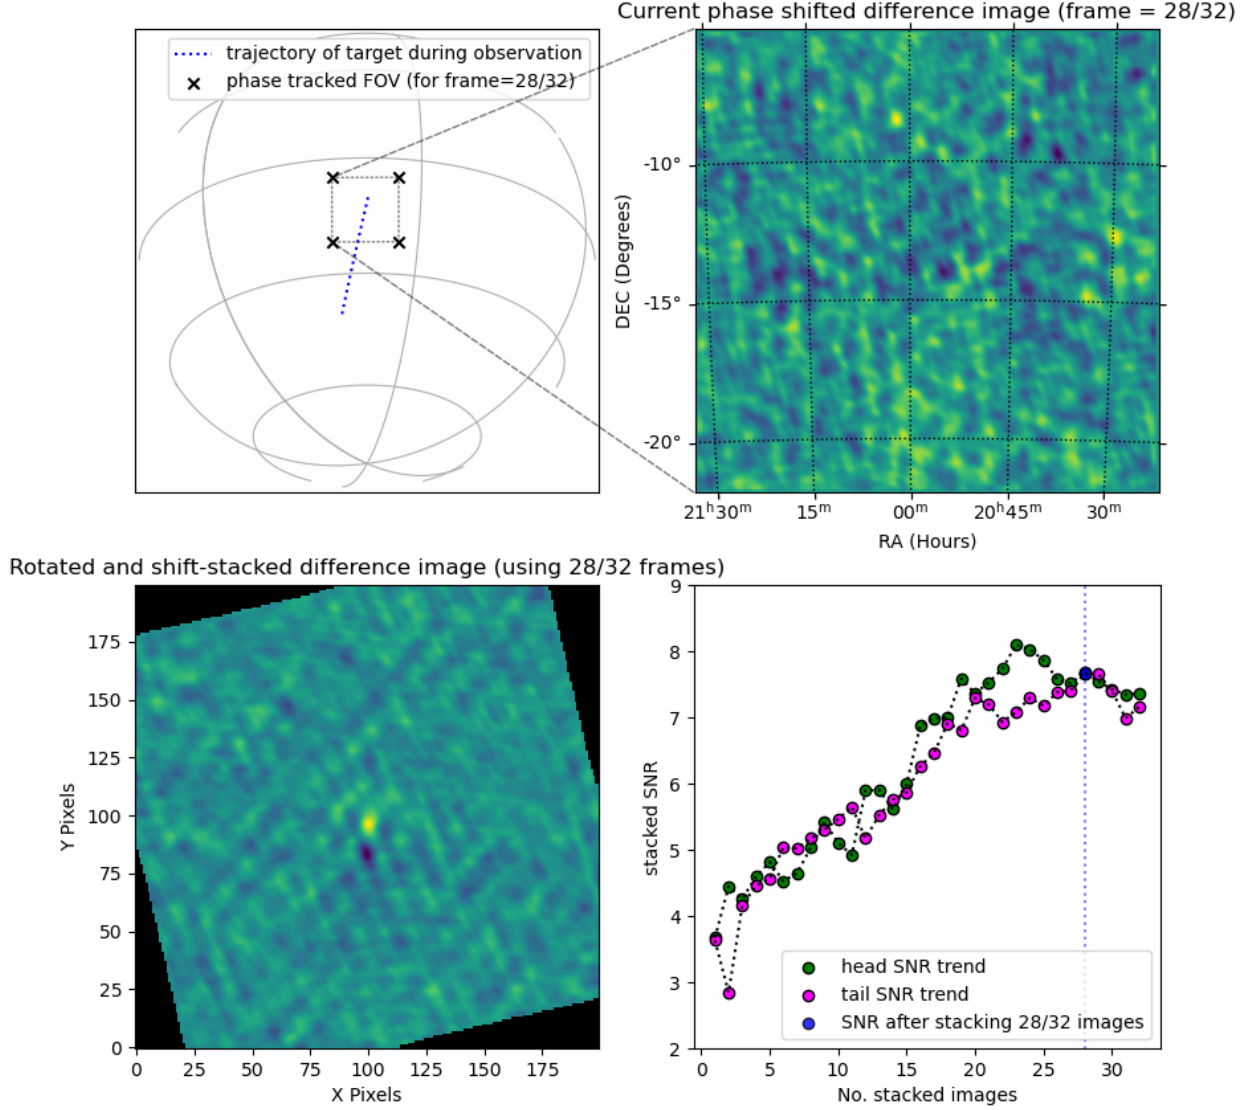 Current phase shifted difference image (frame = 28/32)
trajectory of target during observation
phase tracked FOV (for frame=28/32)
-10°
-15°
-20°
DEC (Degrees)
21ʰ30ᵐ 15ᵐ 00ᵐ 20ʰ45ᵐ 30ᵐ
RA (Hours)
Rotated and shift-stacked difference image (using 28/32 frames)
175
150
125
100
75
50
25
0
Y Pixels
0 25 50 75 100 125 150 175
X Pixels
9
8
7
6
5
4
3
2
stacked SNR
head SNR trend
tail SNR trend
SNR after stacking 28/32 images
0 5 10 15 20 25 30
No. stacked images